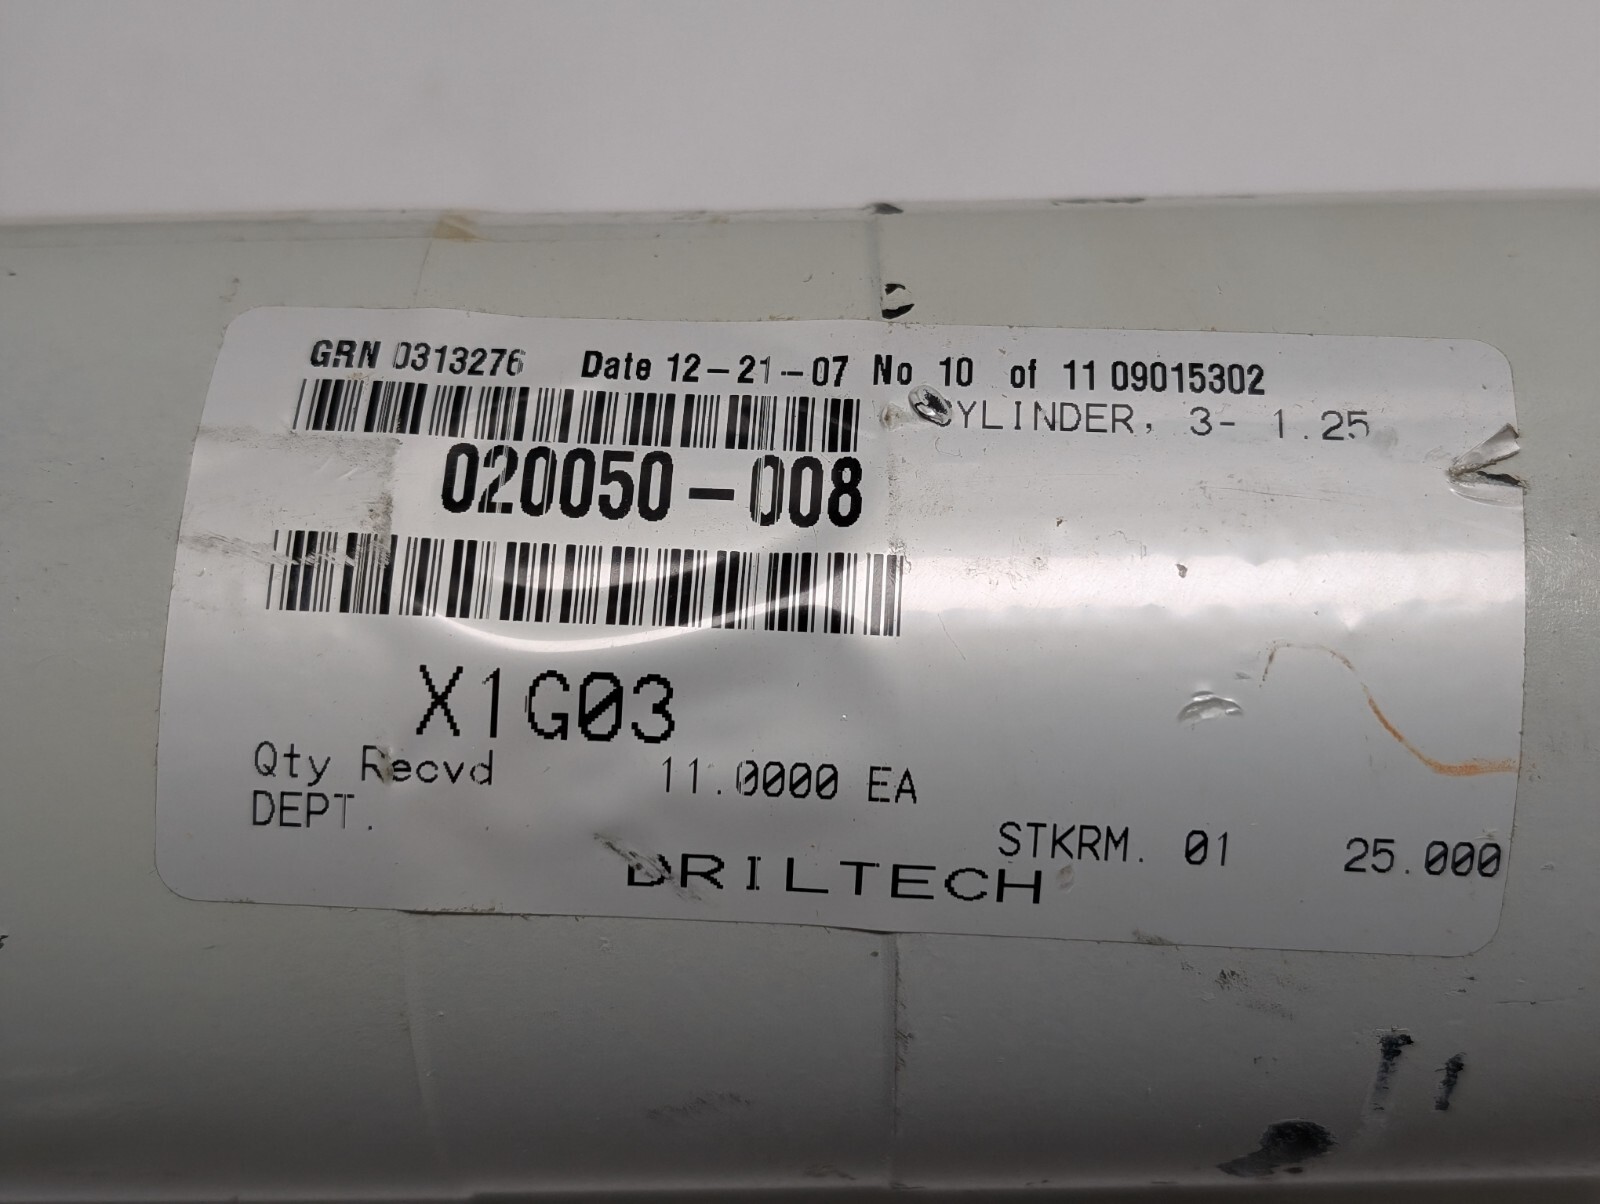 GRN 0313276 Date 12-21-07 No 10 of 11 09015302
CYLINDER, 3- 1.25
020050-008
X1G03
Qty Recvd 11.0000 EA
DEPT. STKRM. 01 25.000
DRILTECH